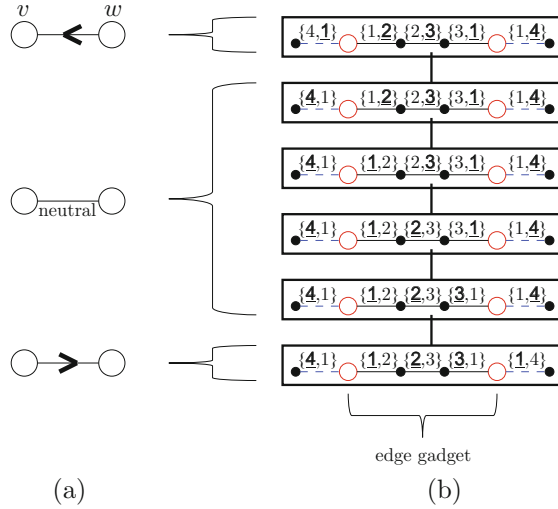 v w
{4,1} {1,2} {2,3} {3,1} {1,4}
{4,1} {1,2} {2,3} {3,1} {1,4}
{4,1} {1,2} {2,3} {3,1} {1,4}
neutral
{4,1} {1,2} {2,3} {3,1} {1,4}
{4,1} {1,2} {2,3} {3,1} {1,4}
{4,1} {1,2} {2,3} {3,1} {1,4}
edge gadget
(a) (b)